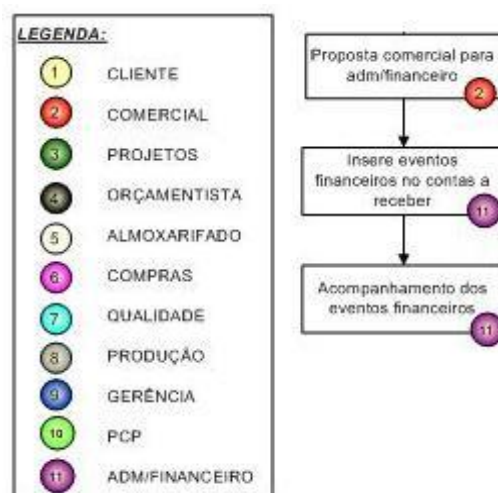 LEGENDA:
1 CLIENTE
2 COMERCIAL
3 PROJETOS
4 ORÇAMENTISTA
5 ALMOXARIFADO
6 COMPRAS
7 QUALIDADE
8 PRODUÇÃO
9 GERÊNCIA
10 PCP
11 ADM/FINANCEIRO
Proposta comercial para
adm/financeiro
2
Insere eventos
financeiros no contas a
receber
11
Acompanhamento dos
eventos financeiros
11